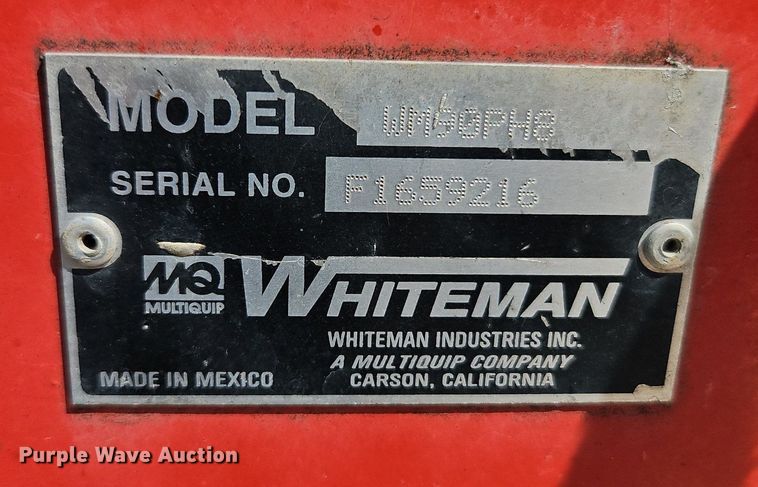 MODEL WM90PH8
SERIAL NO. F1659216
MQ
MULTIQUIP
WHITEMAN
WHITEMAN INDUSTRIES INC.
A MULTIQUIP COMPANY
MADE IN MEXICO CARSON, CALIFORNIA
Purple Wave Auction